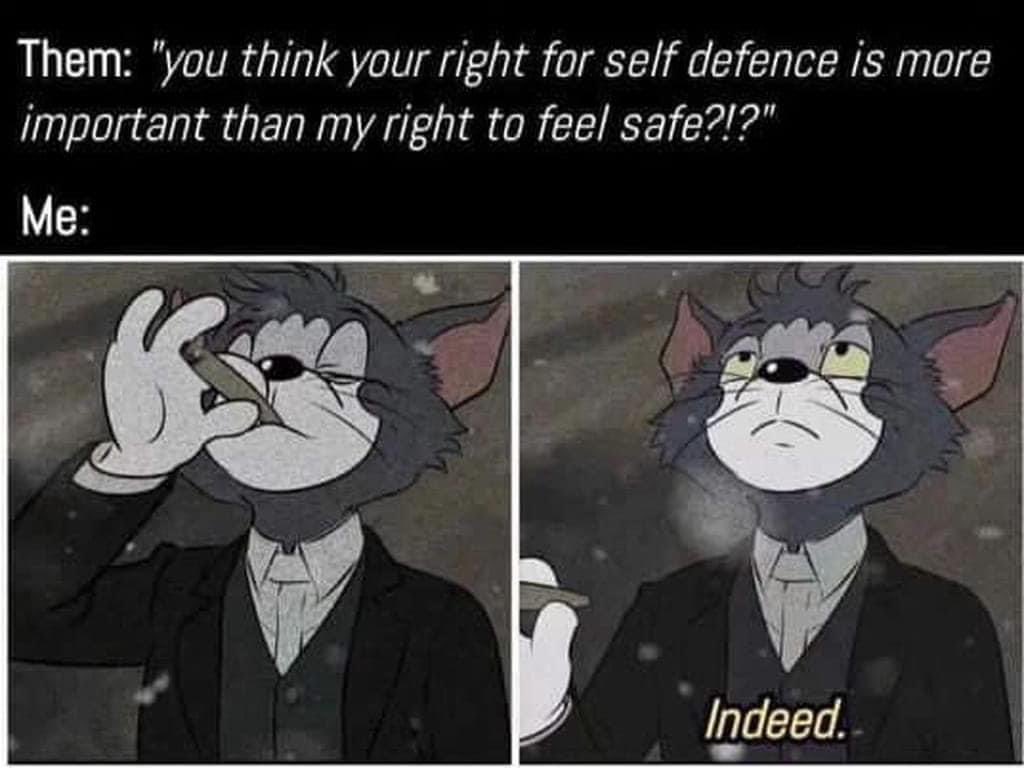 Them: "you think your right for self defence is more
important than my right to feel safe?!?"
Me:
Indeed.